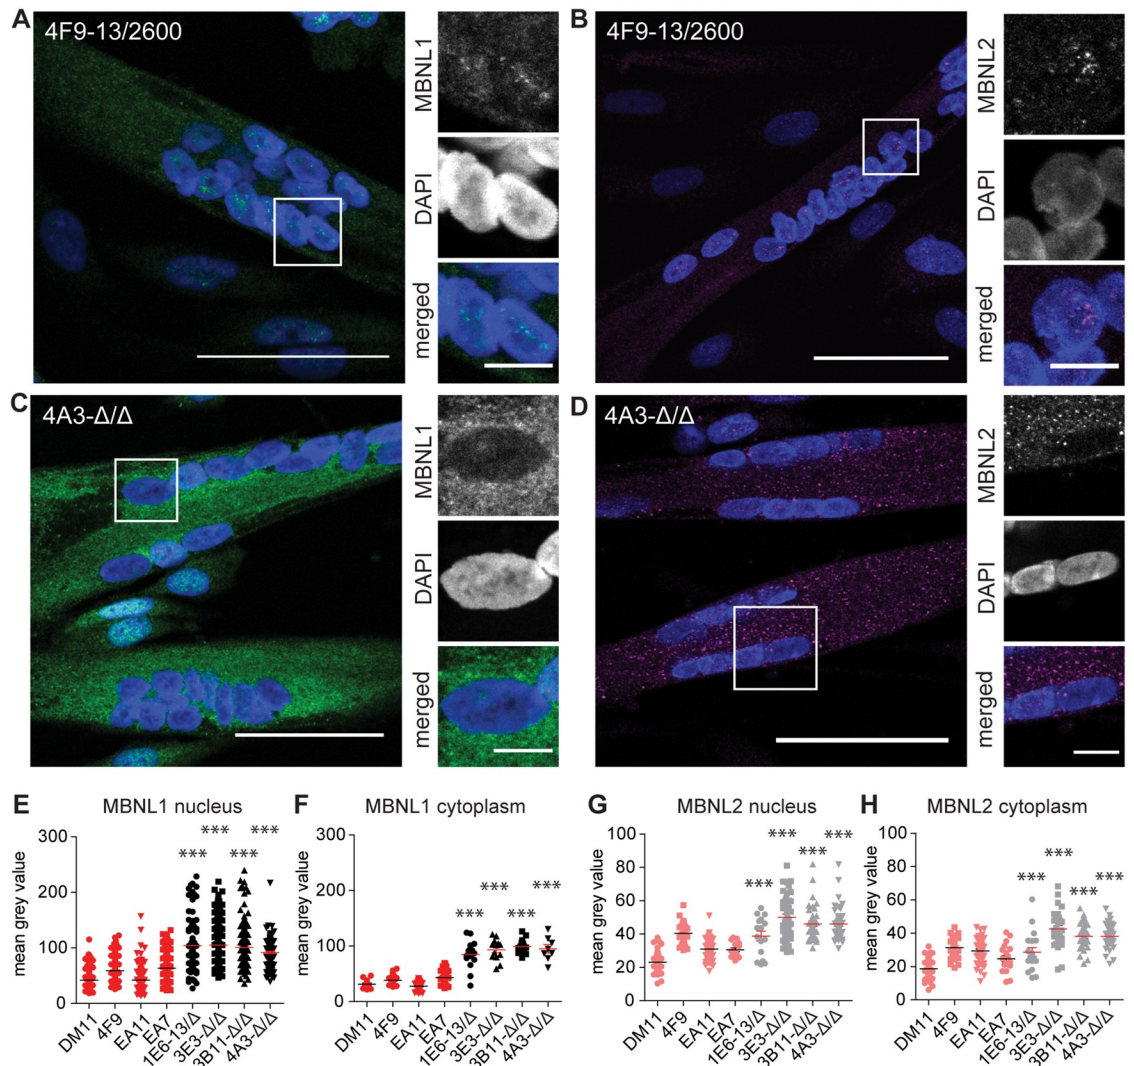 A
4F9-13/2600
MBNL1
DAPI
merged
B
4F9-13/2600
MBNL2
DAPI
merged
C
4A3-Δ/Δ
MBNL1
DAPI
merged
D
4A3-Δ/Δ
MBNL2
DAPI
merged
E
MBNL1 nucleus
mean grey value
300
200
100
0
***
***
***
***
DM11
4F9
EA11
EA7
1E6-13/Δ
3E3-Δ/Δ
3B11-Δ/Δ
4A3-Δ/Δ
F
MBNL1 cytoplasm
mean grey value
300
200
100
0
***
***
***
***
DM11
4F9
EA11
EA7
1E6-13/Δ
3E3-Δ/Δ
3B11-Δ/Δ
4A3-Δ/Δ
G
MBNL2 nucleus
mean grey value
100
80
60
40
20
0
***
***
***
***
DM11
4F9
EA11
EA7
1E6-13/Δ
3E3-Δ/Δ
3B11-Δ/Δ
4A3-Δ/Δ
H
MBNL2 cytoplasm
mean grey value
100
80
60
40
20
0
***
***
***
***
DM11
4F9
EA11
EA7
1E6-13/Δ
3E3-Δ/Δ
3B11-Δ/Δ
4A3-Δ/Δ